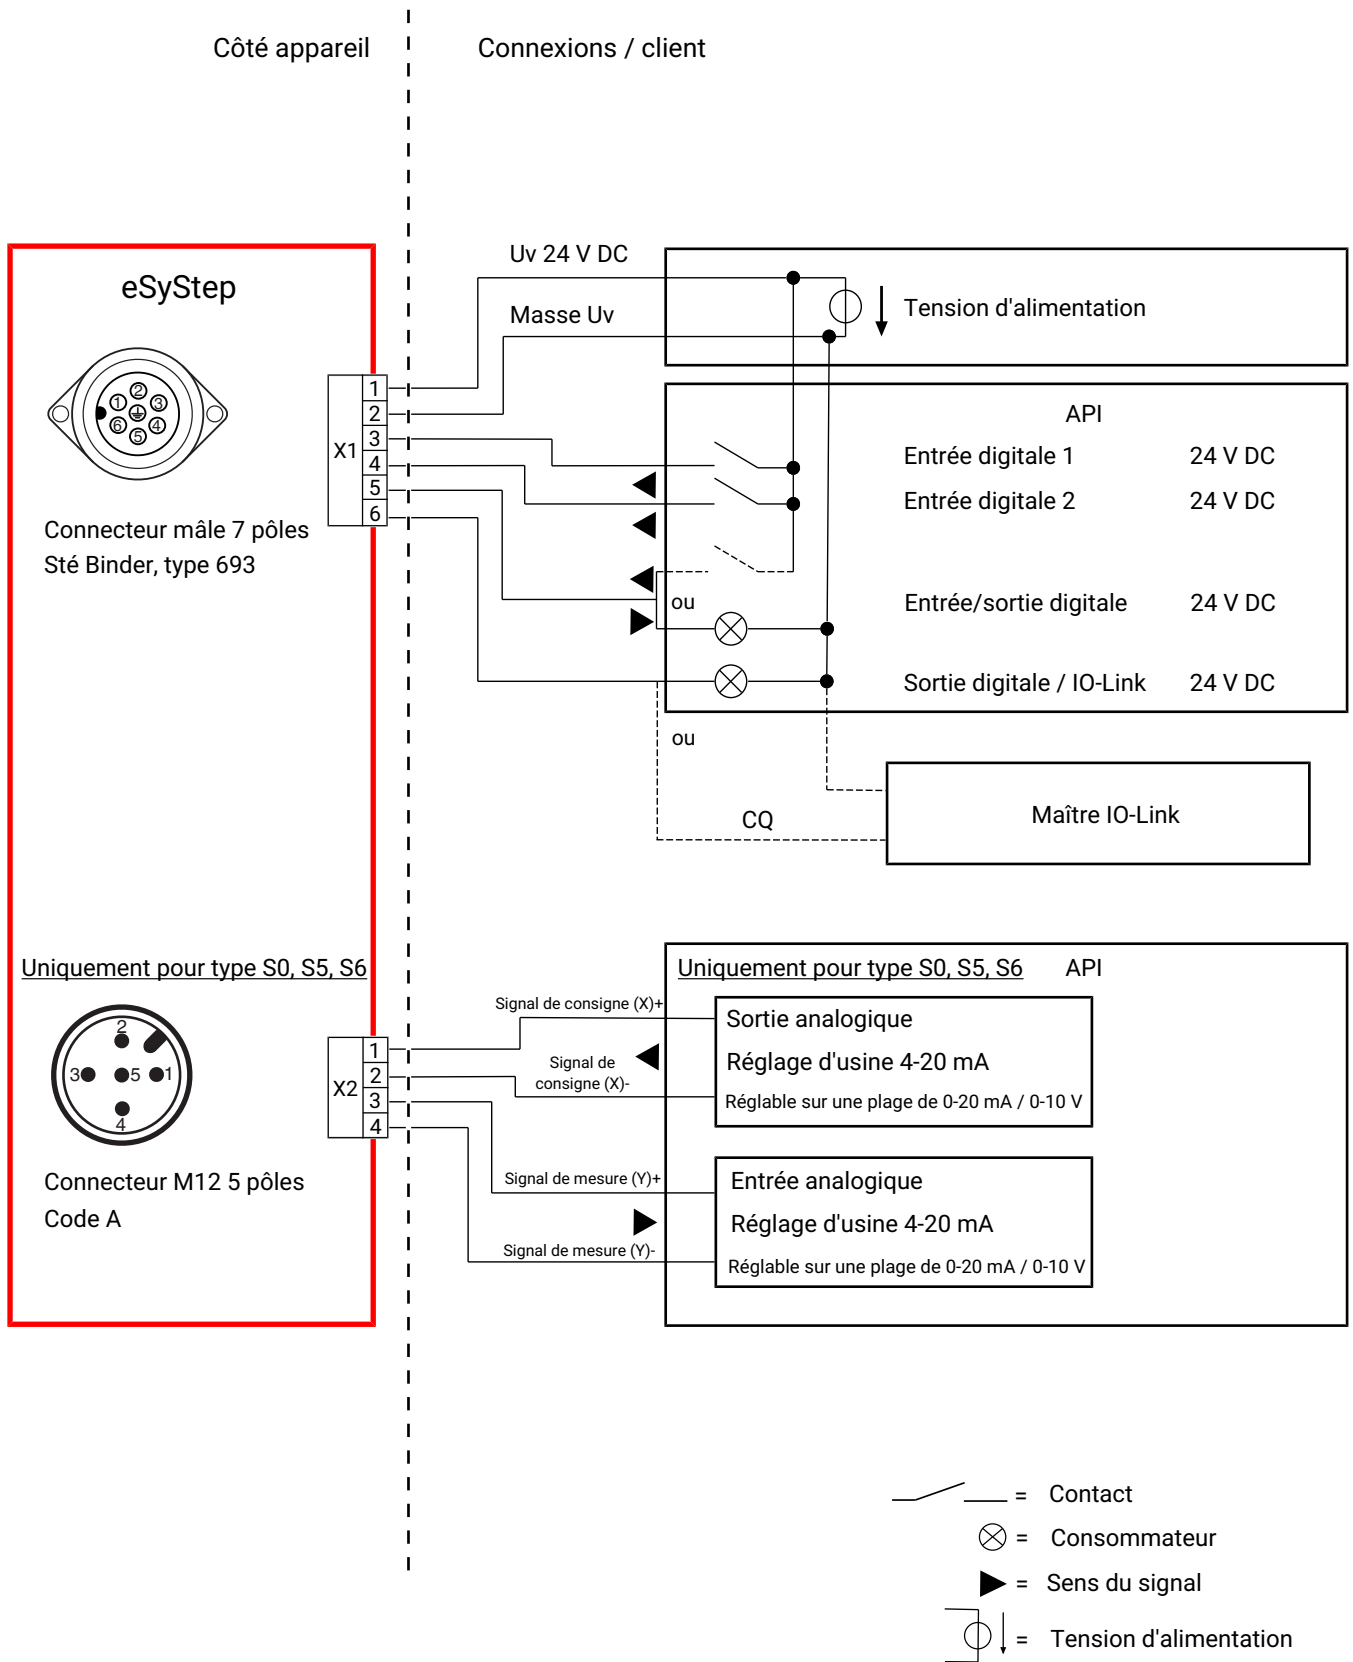 Côté appareil
Connexions / client
eSyStep
1
2
3
4
5
6
Connecteur mâle 7 pôles
Sté Binder, type 693
X1
1
2
3
4
5
6
Uv 24 V DC
Masse Uv
Tension d'alimentation
API
Entrée digitale 1 24 V DC
Entrée digitale 2 24 V DC
ou
Entrée/sortie digitale 24 V DC
Sortie digitale / IO-Link 24 V DC
ou
CQ
Maître IO-Link
Uniquement pour type S0, S5, S6
2
3 5 1
4
Connecteur M12 5 pôles
Code A
X2
1
2
3
4
Uniquement pour type S0, S5, S6 API
Signal de consigne (X)+
Signal de
consigne (X)-
Sortie analogique
Réglage d'usine 4-20 mA
Réglable sur une plage de 0-20 mA / 0-10 V
Signal de mesure (Y)+
Signal de mesure (Y)-
Entrée analogique
Réglage d'usine 4-20 mA
Réglable sur une plage de 0-20 mA / 0-10 V
= Contact
= Consommateur
= Sens du signal
= Tension d'alimentation